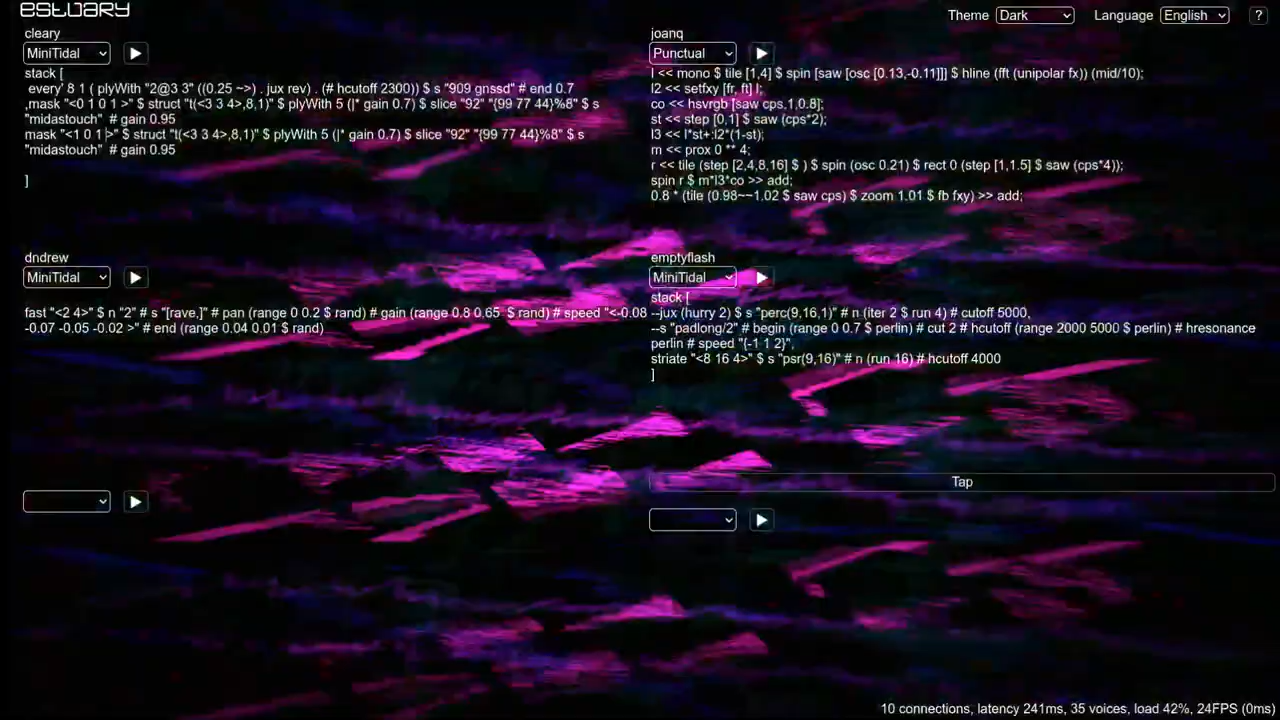 estuary
Theme Dark Language English ?
cleary
MiniTidal
stack [
every' 8 1 ( plyWith "2@3 3" ((0.25 ~>) . jux rev) . (# hcutoff 2300)) $ s "909 gnssd" # end 0.7
,mask "<0 1 0 1 >" $ struct "t(<3 3 4>,8,1)" $ plyWith 5 (|* gain 0.7) $ slice "92" "{99 77 44}%8" $ s
"midastouch" # gain 0.95
mask "<1 0 1 >" $ struct "t(<3 3 4>,8,1)" $ plyWith 5 (|* gain 0.7) $ slice "92" "{99 77 44}%8" $ s
"midastouch" # gain 0.95
]
joanq
Punctual
l << mono $ tile [1,4] $ spin [saw [osc [0.13,-0.11]]] $ hline (fft (unipolar fx)) (mid/10);
l2 << setfxy [fr, ft] l;
co << hsvrgb [saw cps,1,0.8];
st << step [0,1] $ saw (cps*2);
l3 << l*st+:l2*(1-st);
m << prox 0 ** 4;
r << tile (step [2,4,8,16] $ ) $ spin (osc 0.21) $ rect 0 (step [1,1.5] $ saw (cps*4));
spin r $ m*l3*co >> add;
0.8 * (tile (0.98~~1.02 $ saw cps) $ zoom 1.01 $ fb fxy) >> add;
dndrew
MiniTidal
fast "<2 4>" $ n "2" # s "[rave,]" # pan (range 0 0.2 $ rand) # gain (range 0.8 0.65 $ rand) # speed "<-0.08
-0.07 -0.05 -0.02 >" # end (range 0.04 0.01 $ rand)
emptyflash
MiniTidal
stack [
--jux (hurry 2) $ s "perc(9,16,1)" # n (iter 2 $ run 4) # cutoff 5000,
--s "padlong/2" # begin (range 0 0.7 $ perlin) # cut 2 # hcutoff (range 2000 5000 $ perlin) # hresonance
perlin # speed "{-1 1 2}",
striate "<8 16 4>" $ s "psr(9,16)" # n (run 16) # hcutoff 4000
]
Tap
10 connections, latency 241ms, 35 voices, load 42%, 24FPS (0ms)